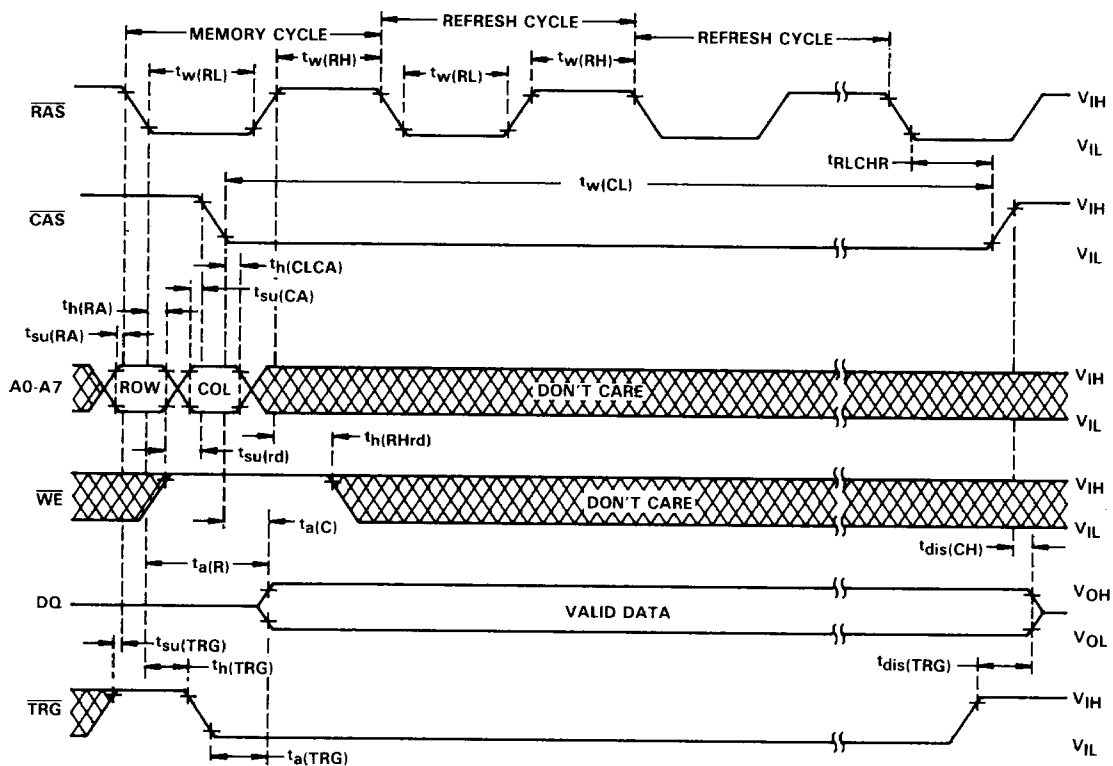 REFRESH CYCLE
MEMORY CYCLE
REFRESH CYCLE
tw(RL)
tw(RH)
tw(RL)
tw(RH)
RAS
VIH
VIL
tRLCHR
tw(CL)
CAS
VIH
VIL
th(CLCA)
tsu(CA)
th(RA)
tsu(RA)
A0-A7
ROW
COL
DON'T CARE
VIH
VIL
th(RHrd)
tsu(rd)
WE
DON'T CARE
VIH
VIL
ta(C)
tdis(CH)
ta(R)
DQ
VALID DATA
VOH
VOL
tsu(TRG)
th(TRG)
tdis(TRG)
TRG
VIH
VIL
ta(TRG)